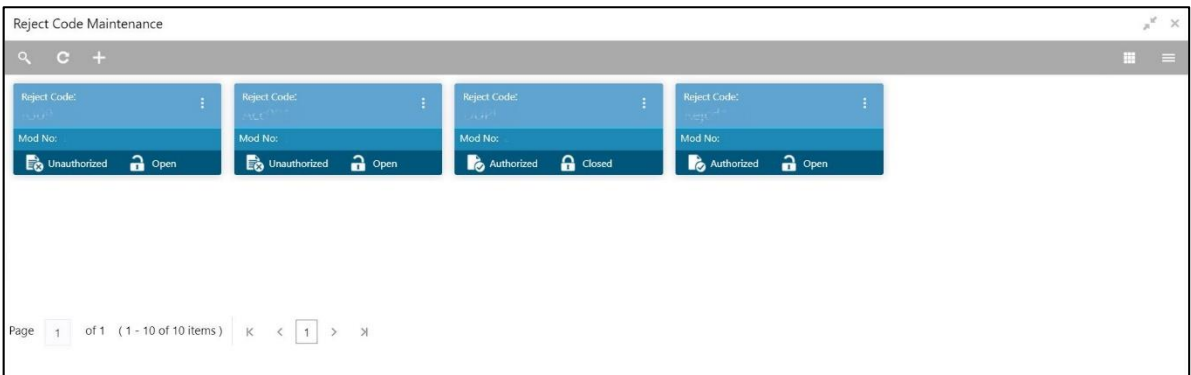 Reject Code Maintenance
Reject Code: Reject Code: Reject Code: Reject Code:
Mod No: Mod No: Mod No: Mod No:
Unauthorized Open Unauthorized Open Authorized Closed Authorized Open
Page 1 of 1 ( 1 - 10 of 10 items ) 1